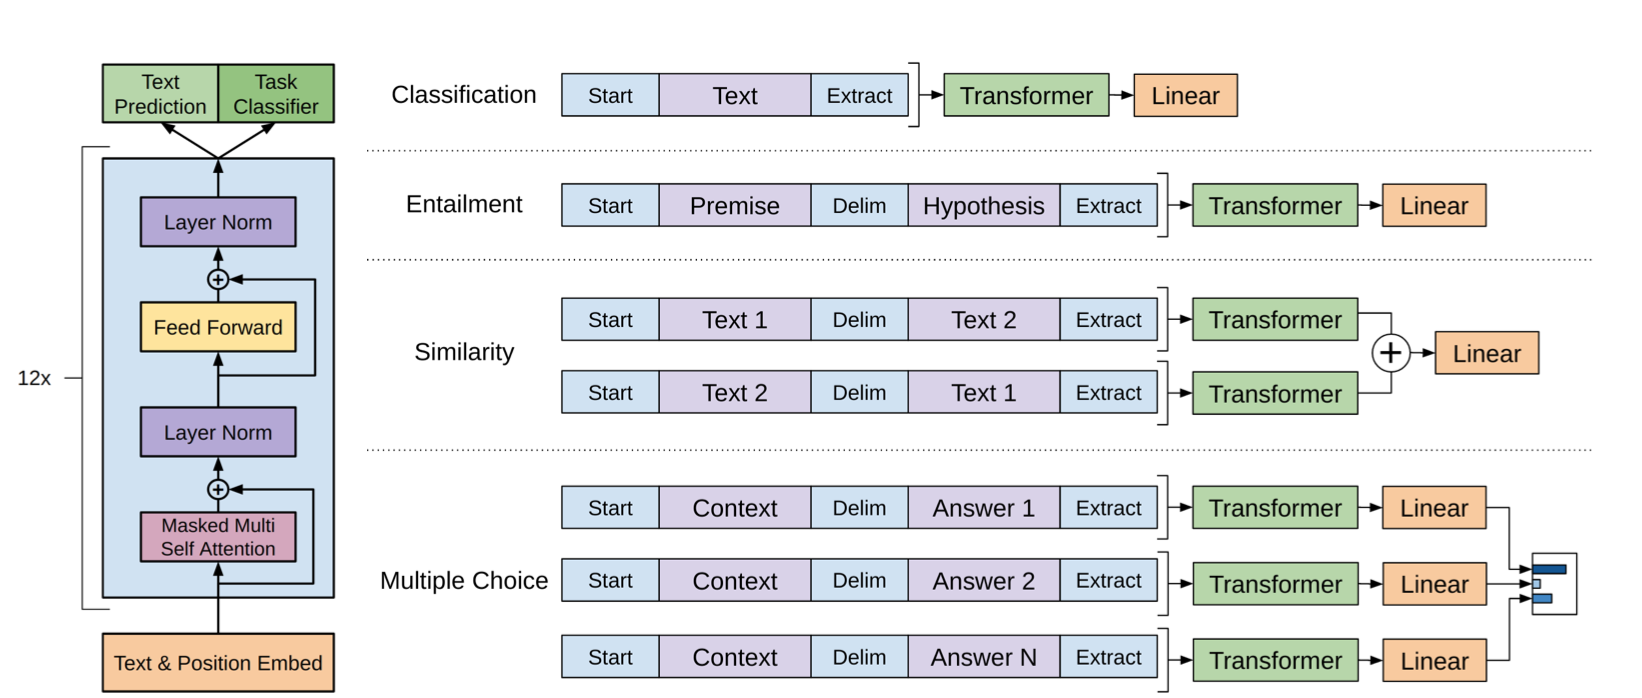 Text
Prediction
Task
Classifier
12x
Layer Norm
Feed Forward
Layer Norm
Masked Multi
Self Attention
Text & Position Embed
Classification Start Text Extract Transformer Linear
Entailment Start Premise Delim Hypothesis Extract Transformer Linear
Similarity
Start Text 1 Delim Text 2 Extract Transformer
Start Text 2 Delim Text 1 Extract Transformer
+ Linear
Multiple Choice
Start Context Delim Answer 1 Extract Transformer Linear
Start Context Delim Answer 2 Extract Transformer Linear
Start Context Delim Answer N Extract Transformer Linear